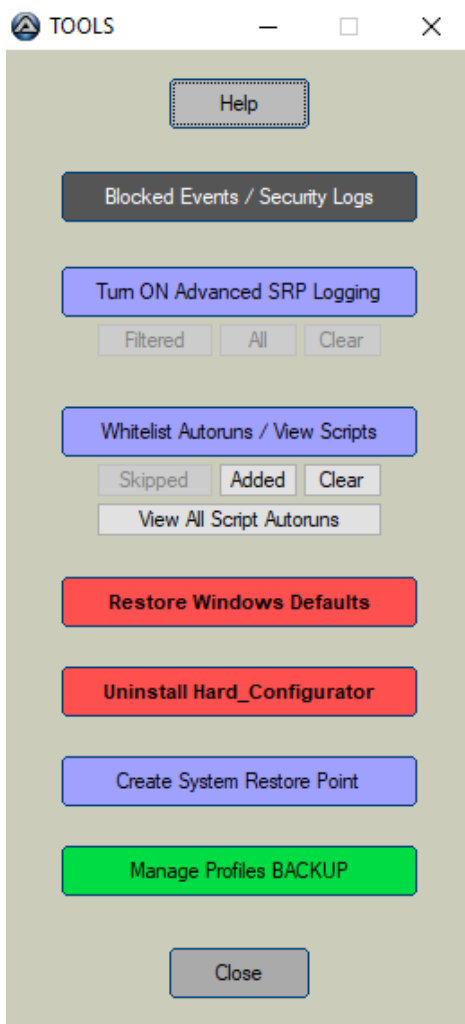 TOOLS
Help
Blocked Events / Security Logs
Turn ON Advanced SRP Logging
Filtered All Clear
Whitelist Autoruns / View Scripts
Skipped Added Clear
View All Script Autoruns
Restore Windows Defaults
Uninstall Hard_Configurator
Create System Restore Point
Manage Profiles BACKUP
Close